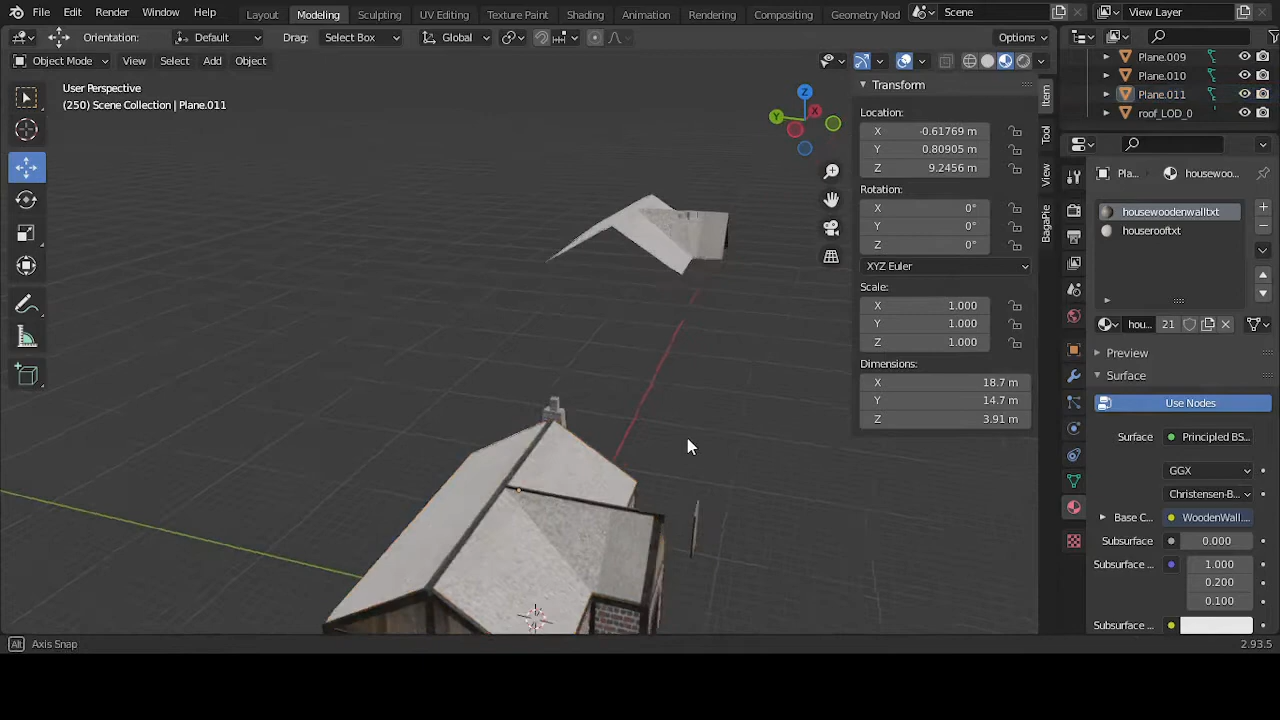 File Edit Render Window Help Layout Modeling Sculpting UV Editing Texture Paint Shading Animation Rendering Compositing Geometry Nod Scene View Layer
Orientation: Default Drag: Select Box Global Options
Object Mode View Select Add Object
User Perspective
(250) Scene Collection | Plane.011
Z
X
Y
Transform
Location:
X -0.61769 m
Y 0.80905 m
Z 9.2456 m
Rotation:
X 0°
Y 0°
Z 0°
XYZ Euler
Scale:
X 1.000
Y 1.000
Z 1.000
Dimensions:
X 18.7 m
Y 14.7 m
Z 3.91 m
Item
Tool
View
BagaPie
Plane.009
Plane.010
Plane.011
roof_LOD_0
Pla... housewoo...
housewoodenwalltxt
houserooftxt
hou... 21
Preview
Surface
Use Nodes
Surface Principled BS...
GGX
Christensen-B...
Base C... WoodenWall....
Subsurface 0.000
Subsurface .. 1.000
0.200
0.100
Subsurface ..
Alt Axis Snap 2.93.5